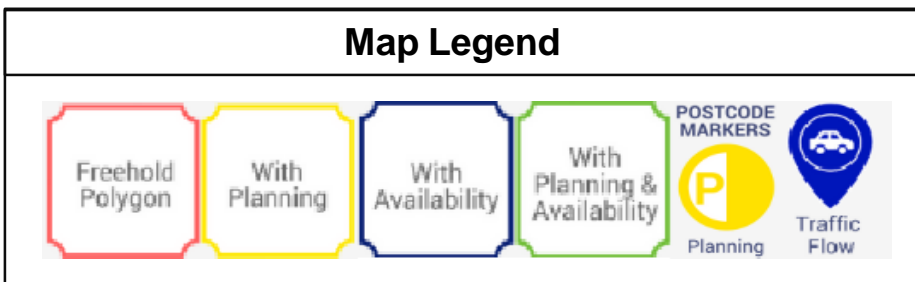 Map Legend
Freehold
Polygon
With
Planning
With
Availability
With
Planning &
Availability
POSTCODE
MARKERS
P
Planning
Traffic
Flow